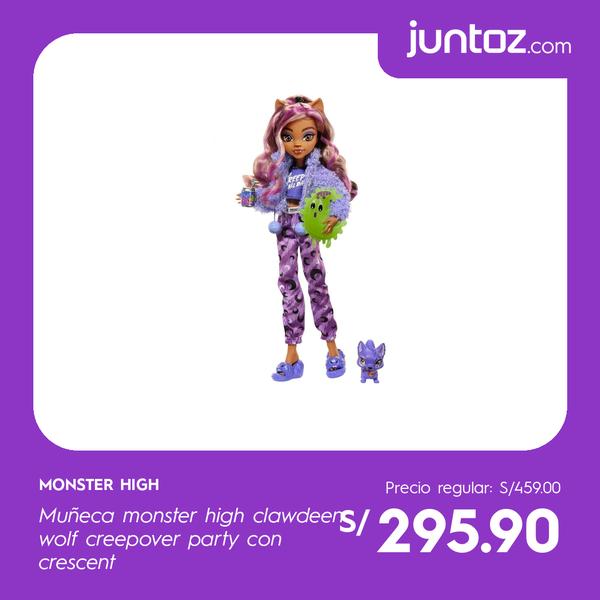 juntoz.com
MONSTER HIGH
Muñeca monster high clawdeen
wolf creepover party con
crescent
Precio regular: S/459.00
S/ 295.90